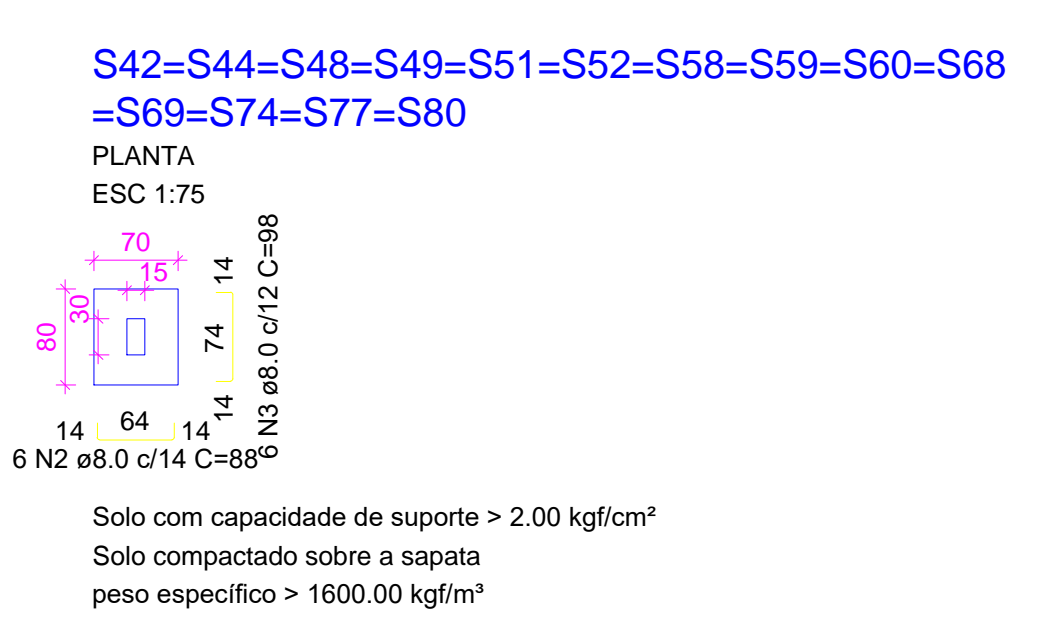 S42=S44=S48=S49=S51=S52=S58=S59=S60=S68
=S69=S74=S77=S80
PLANTA
ESC 1:75
70
15
30
80
14
74
14
6 N3 ø8.0 c/12 C=98
14
64
14
6 N2 ø8.0 c/14 C=88
Solo com capacidade de suporte > 2.00 kgf/cm²
Solo compactado sobre a sapata
peso específico > 1600.00 kgf/m³